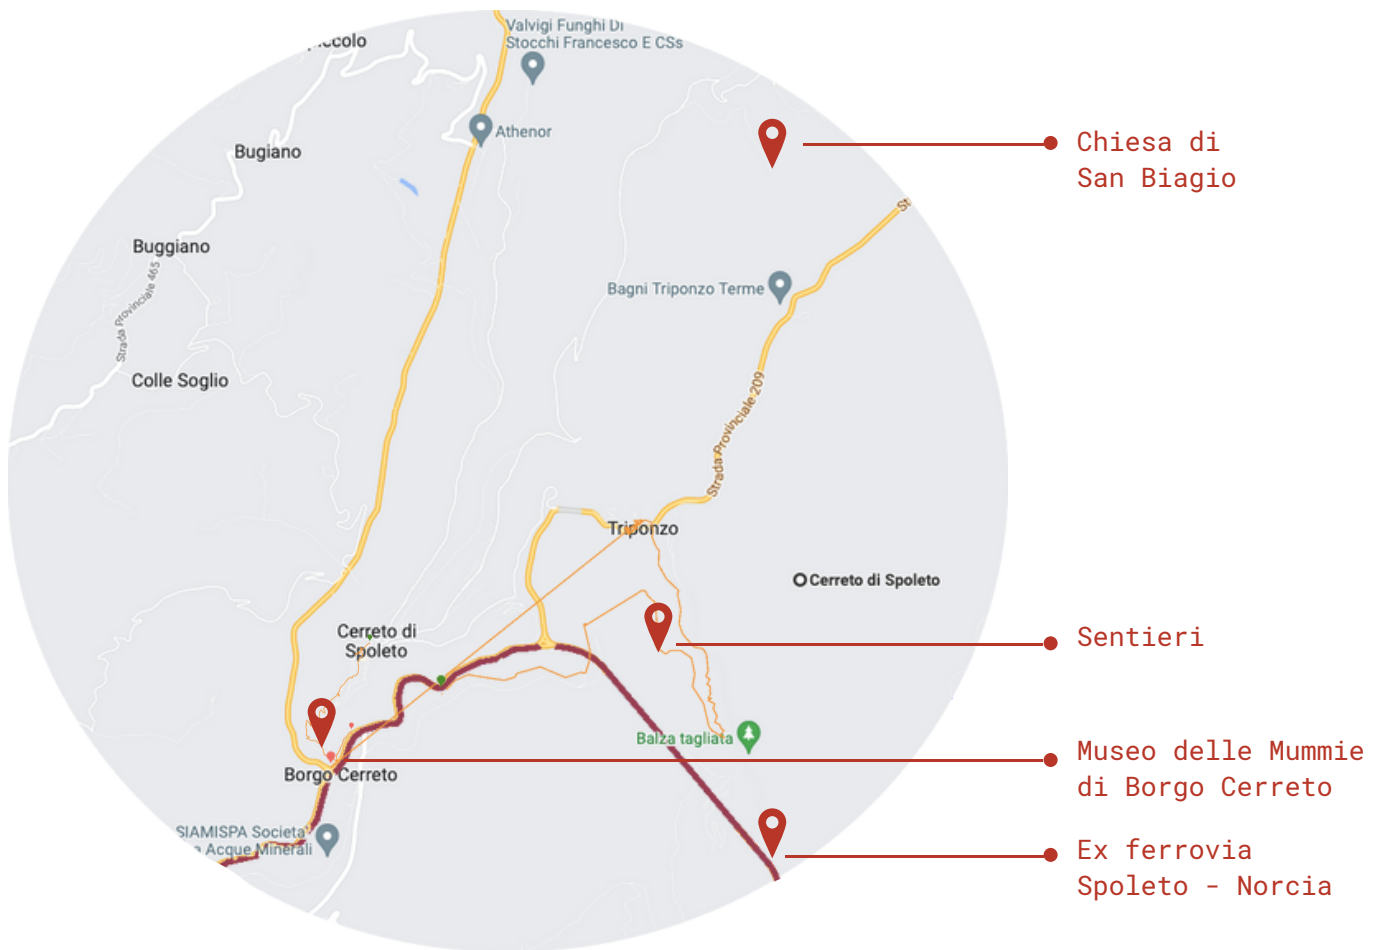 Valvigi Funghi Di
Stocchi Francesco E CSs
Athenor
Bugiano
Chiesa di
San Biagio
Buggiano
Strada Provinciale 465
Bagni Triponzo Terme
Colle Soglio
Strada Provinciale 209
Triponzo
Cerreto di Spoleto
Cerreto di
Spoleto
Sentieri
Balza tagliata
Museo delle Mummie
di Borgo Cerreto
Borgo Cerreto
SIAMISPA Societa'
Acque Minerali
Ex ferrovia
Spoleto - Norcia